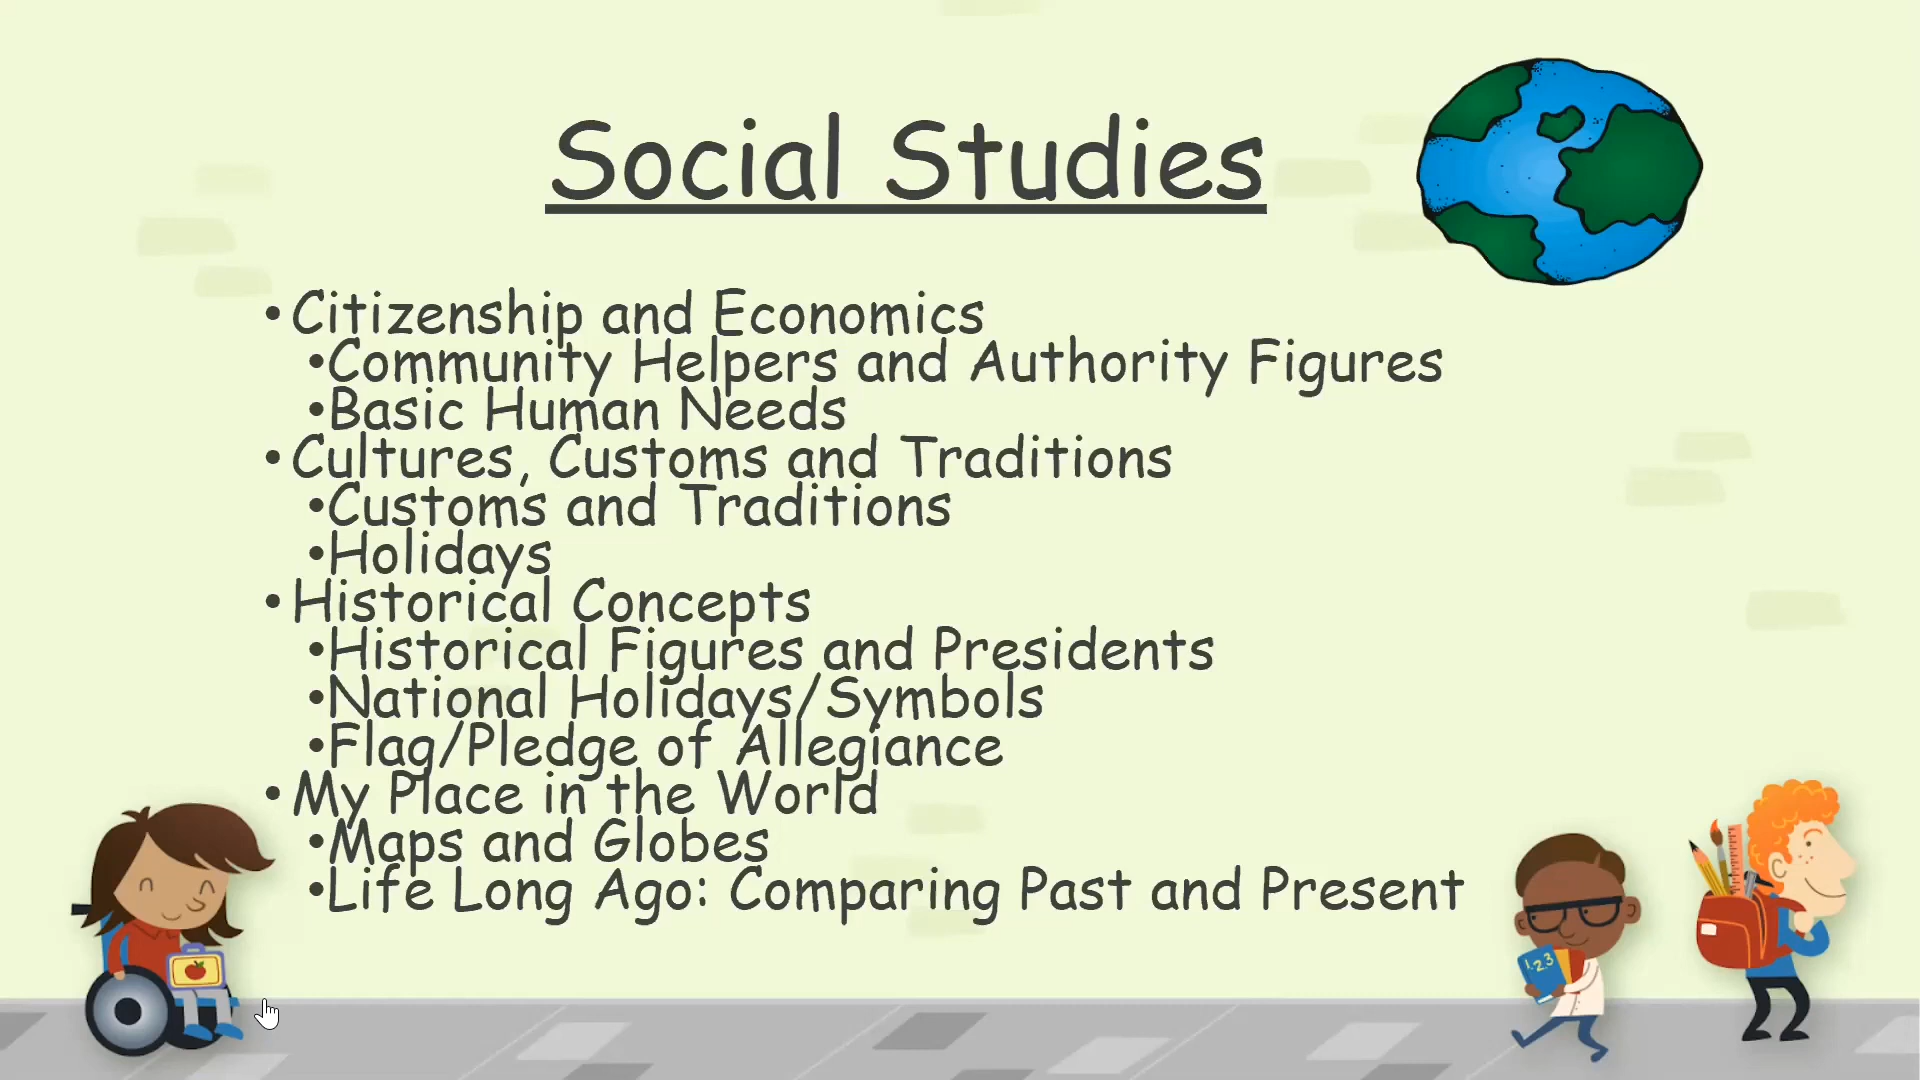 Social Studies
• Citizenship and Economics
•Community Helpers and Authority Figures
•Basic Human Needs
• Cultures, Customs and Traditions
•Customs and Traditions
•Holidays
• Historical Concepts
•Historical Figures and Presidents
•National Holidays/Symbols
•Flag/Pledge of Allegiance
• My Place in the World
•Maps and Globes
•Life Long Ago: Comparing Past and Present
1,23